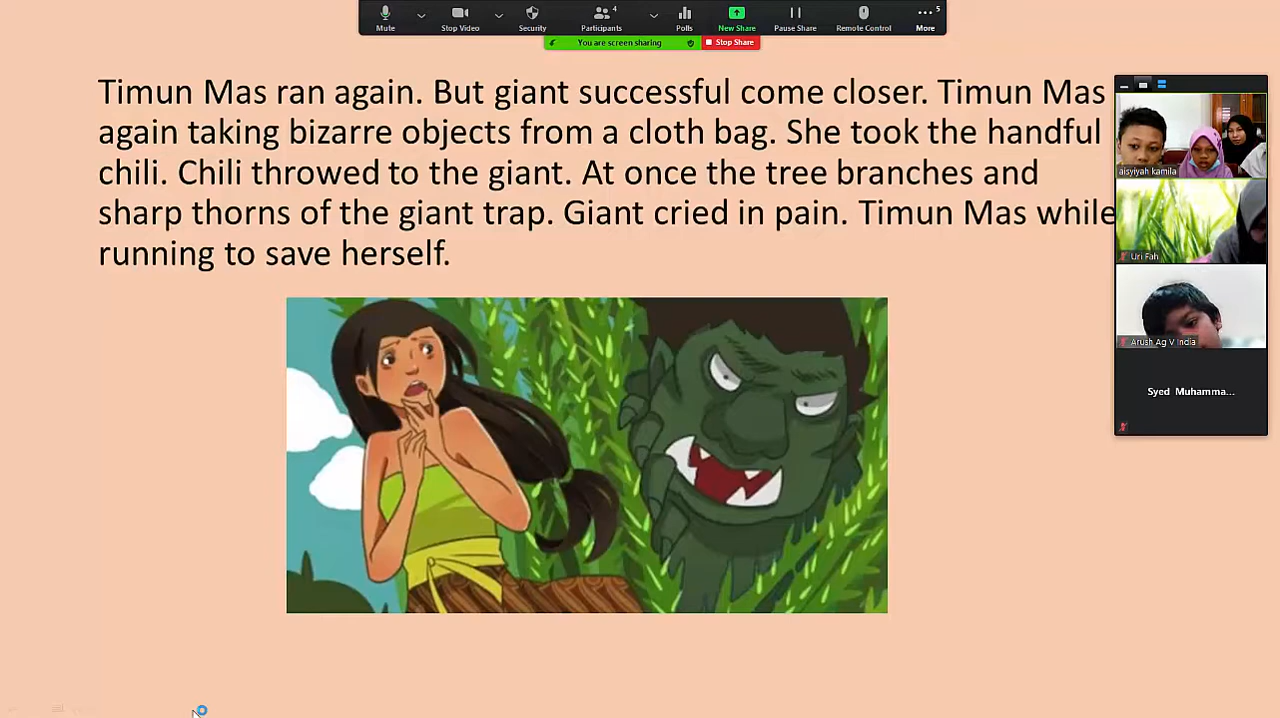 Mute
Stop Video
Security
4
Participants
Polls
New Share
Pause Share
Remote Control
5
More
You are screen sharing
Stop Share
Timun Mas ran again. But giant successful come closer. Timun Mas
again taking bizarre objects from a cloth bag. She took the handful
chili. Chili throwed to the giant. At once the tree branches and
sharp thorns of the giant trap. Giant cried in pain. Timun Mas while
running to save herself.
aisyiyah kamila
Uri Fah
Arush Ag V India
Syed Muhamma...